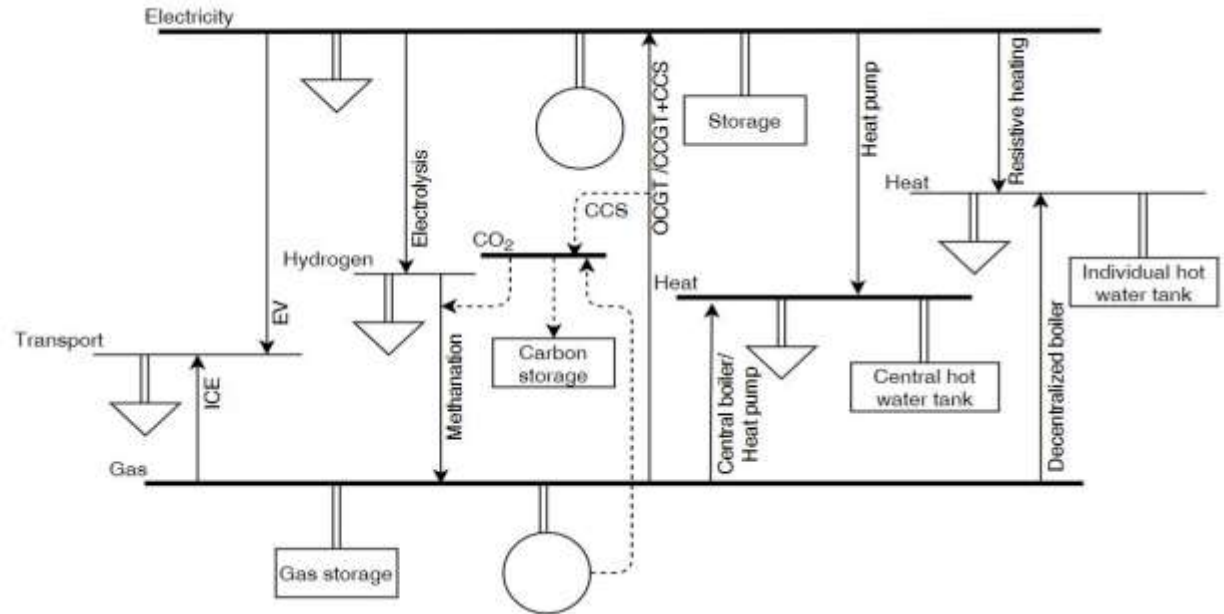 Electricity
OCGT /CCGT+CCS
Storage
Heat pump
Resistive heating
Electrolysis
Heat
CCS
CO₂
Hydrogen
Heat
Individual hot
water tank
EV
Transport
Carbon
storage
Central hot
water tank
ICE
Methanation
Central boiler/
Heat pump
Decentralized boiler
Gas
Gas storage